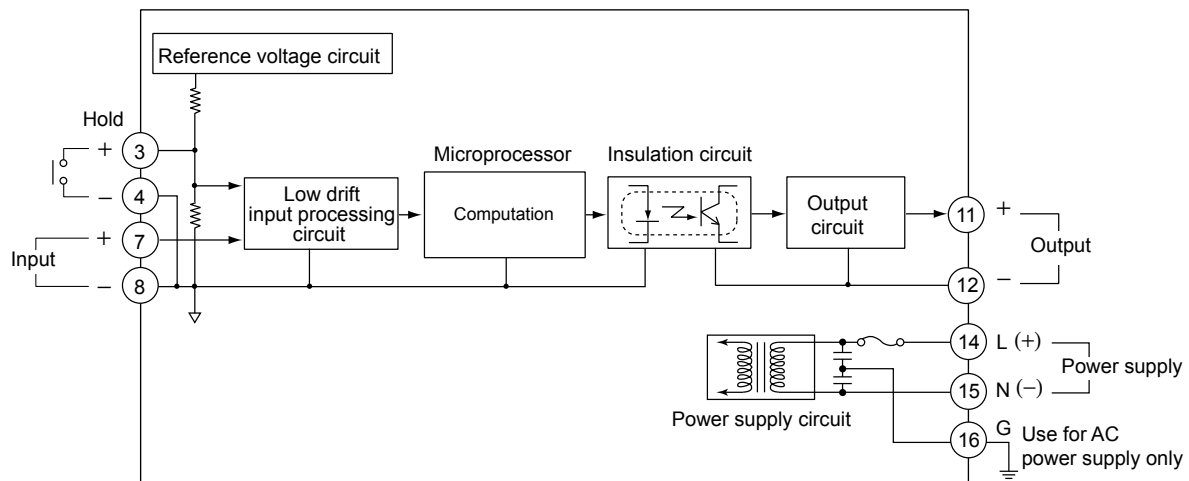 Reference voltage circuit
Hold
+
3
Microprocessor
Insulation circuit
−
4
Low drift
input processing
circuit
Computation
Output
circuit
11
+
Input
+
7
Output
−
8
12
−
14
L (+)
Power supply
15
N (−)
Power supply circuit
16
G
Use for AC
power supply only